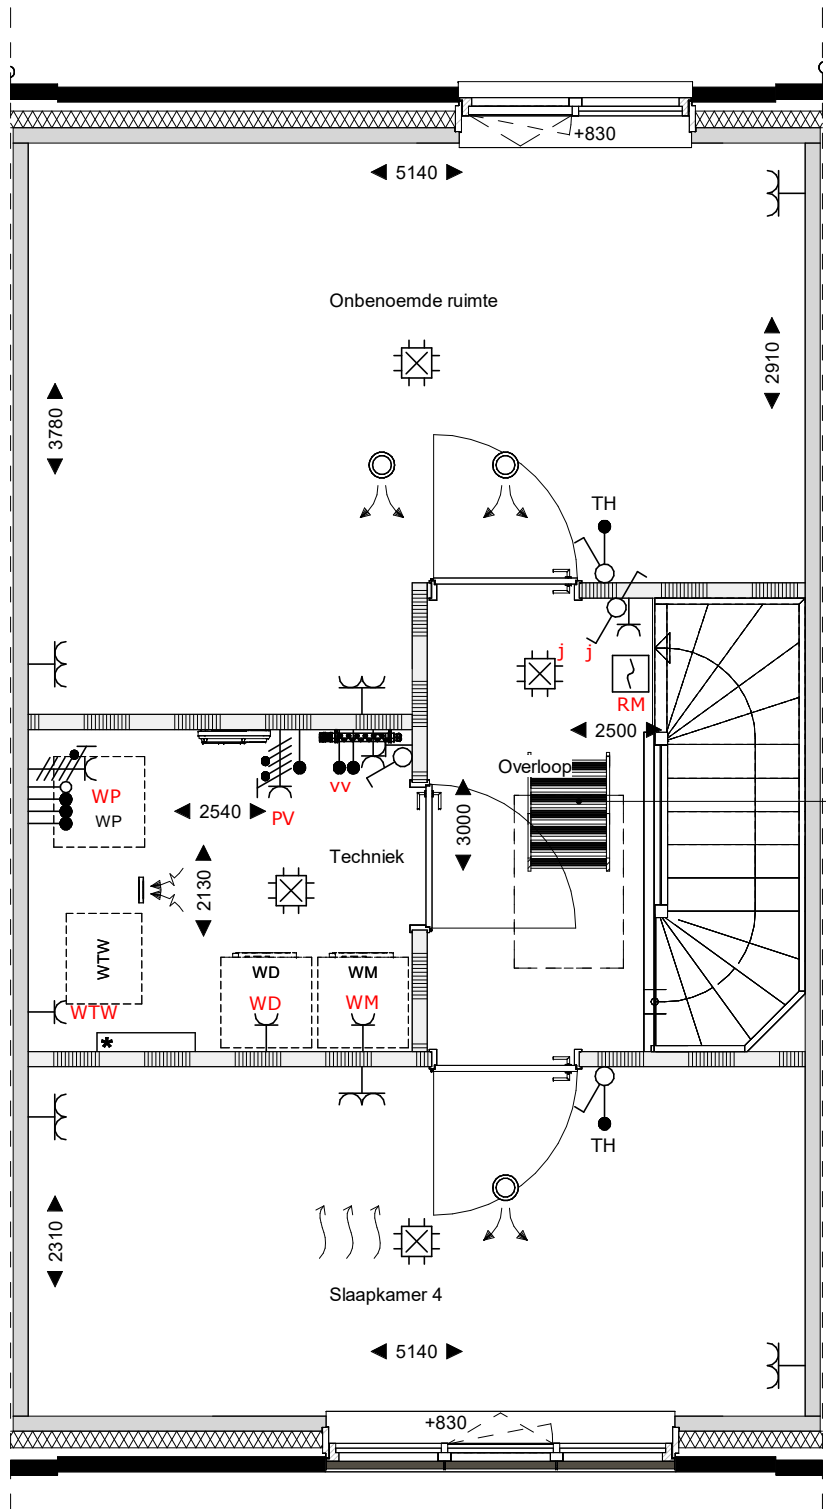 +830
5140
Onbenoemde ruimte
2910
3780
TH
j j
RM
2500
Overloop
WP
WP
2540
PV
vv
3000
Techniek
2130
WTW
WTW
WD
WD
WM
WM
*
TH
2310
Slaapkamer 4
5140
+830